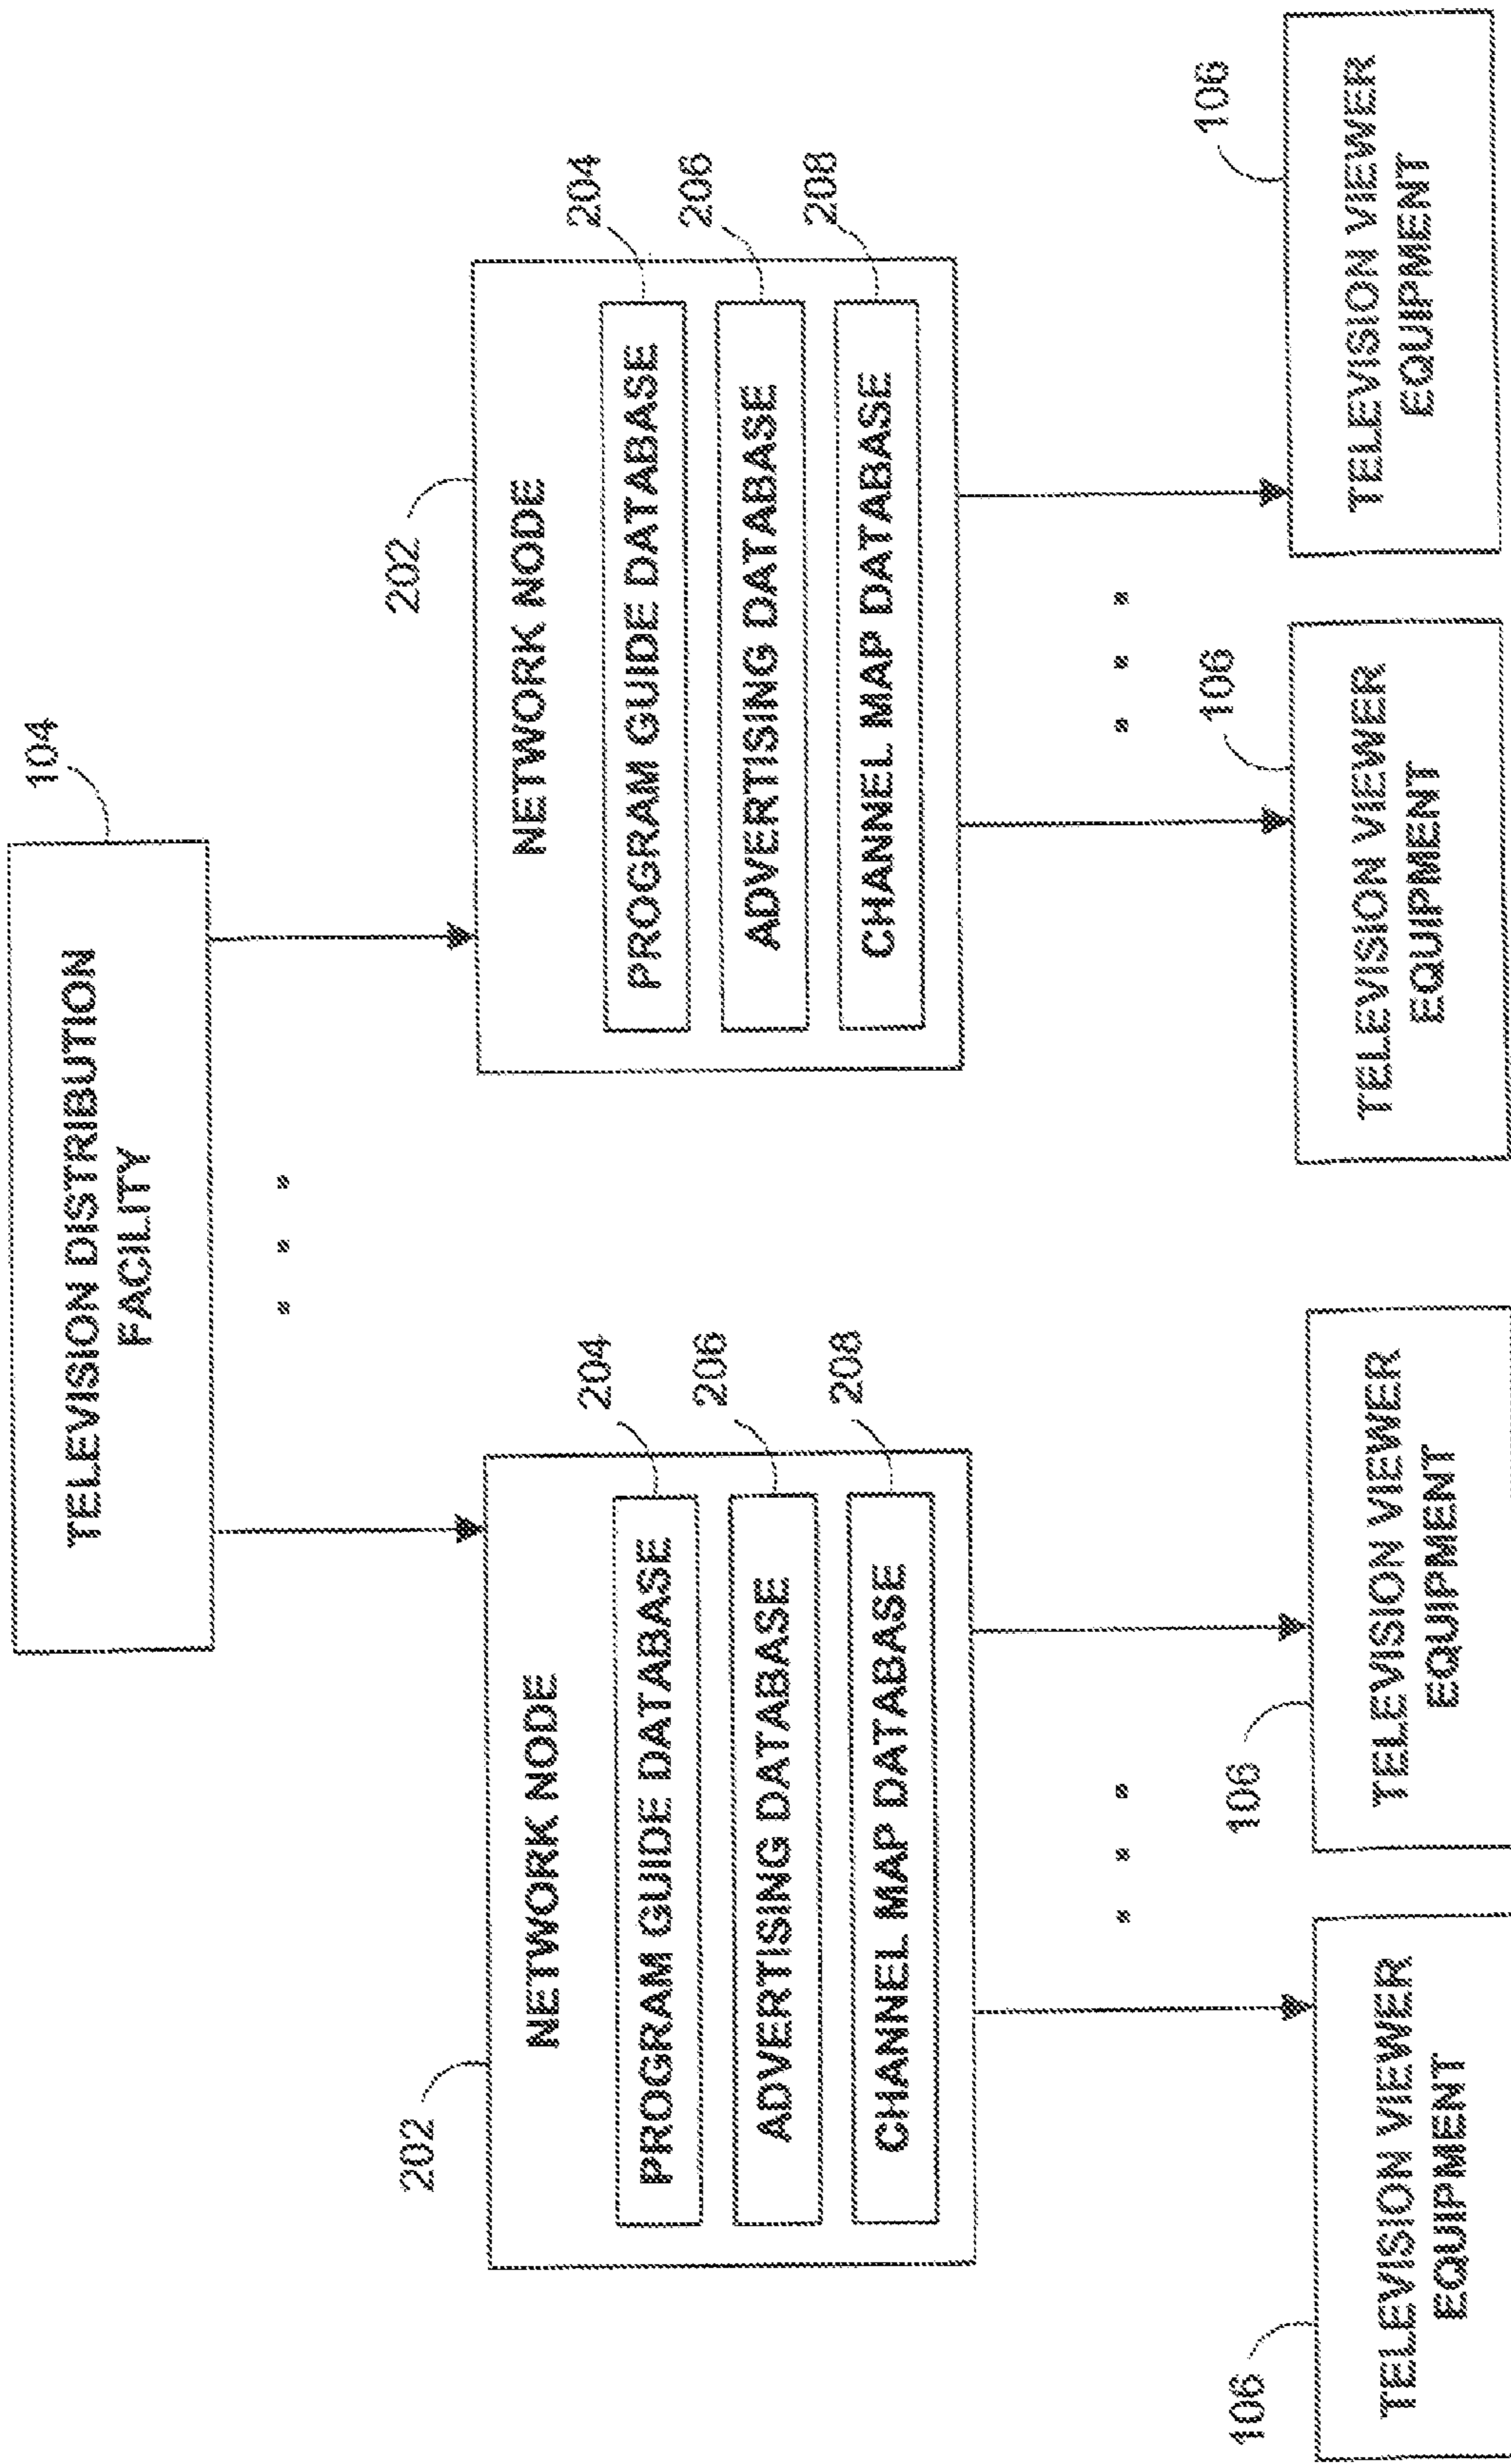 104
TELEVISION DISTRIBUTION
FACILITY
202
NETWORK NODE
PROGRAM GUIDE DATABASE
204
ADVERTISING DATABASE
206
CHANNEL MAP DATABASE
208
202
NETWORK NODE
PROGRAM GUIDE DATABASE
204
ADVERTISING DATABASE
206
CHANNEL MAP DATABASE
208
106
TELEVISION VIEWER
EQUIPMENT
106
TELEVISION VIEWER
EQUIPMENT
106
TELEVISION VIEWER
EQUIPMENT
106
TELEVISION VIEWER
EQUIPMENT